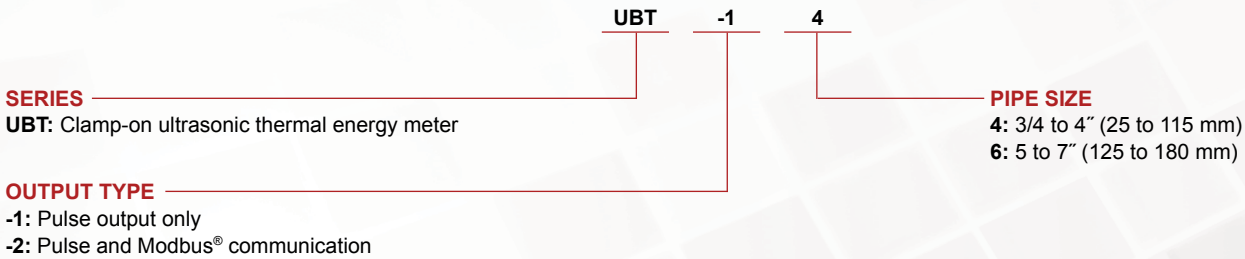 UBT -1 4
SERIES
UBT: Clamp-on ultrasonic thermal energy meter
OUTPUT TYPE
-1: Pulse output only
-2: Pulse and Modbus® communication
PIPE SIZE
4: 3/4 to 4˝ (25 to 115 mm)
6: 5 to 7˝ (125 to 180 mm)